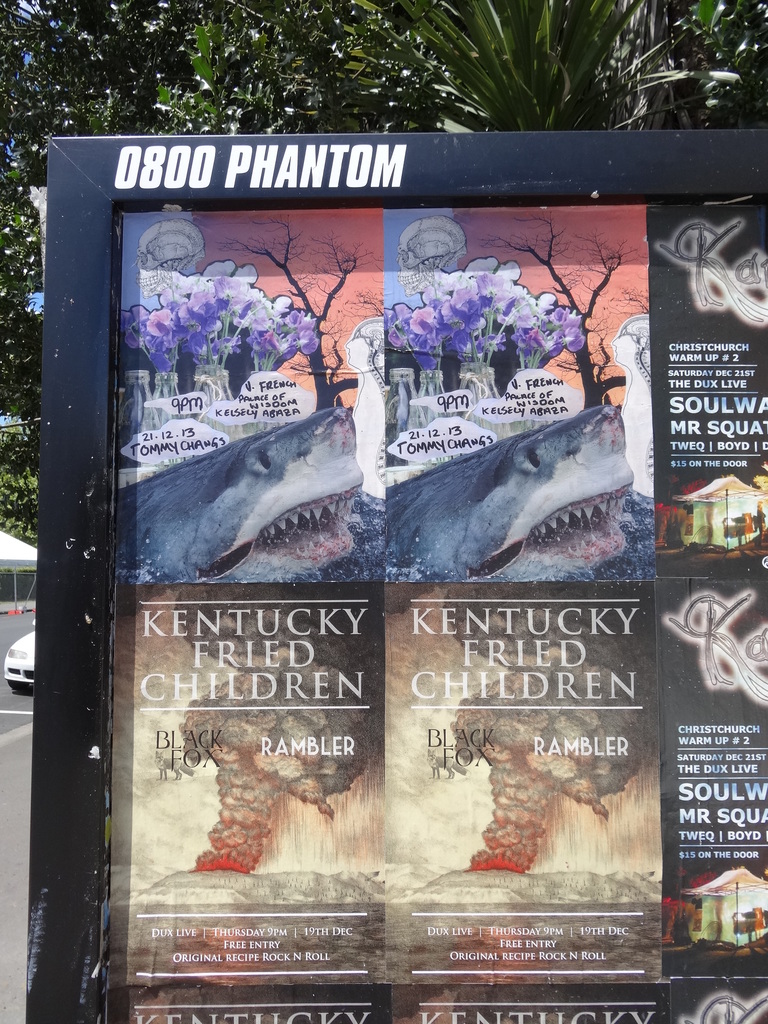 0800 PHANTOM
9PM
V. FRENCH
PALACE OF
WISDOM
KELSELY ABAZA
21.12.13
TOMMY CHANGS
9PM
V. FRENCH
PALACE OF
WISDOM
KELSELY ABAZA
21.12.13
TOMMY CHANGS
CHRISTCHURCH
WARM UP # 2
SATURDAY DEC 21ST
THE DUX LIVE
MR SQUAT
TWEQ | BOYD |
$15 ON THE DOOR
KENTUCKY
FRIED
CHILDREN
BLACK
FOX
RAMBLER
DUX LIVE | THURSDAY 9PM | 19TH DEC
FREE ENTRY
ORIGINAL RECIPE ROCK N ROLL
KENTUCKY
FRIED
CHILDREN
BLACK
FOX
RAMBLER
DUX LIVE | THURSDAY 9PM | 19TH DEC
FREE ENTRY
ORIGINAL RECIPE ROCK N ROLL
CHRISTCHURCH
WARM UP # 2
SATURDAY DEC 21ST
THE DUX LIVE
MR SQUA
TWEQ | BOYD |
$15 ON THE DOOR
KENTUCKY
KENTUCKY